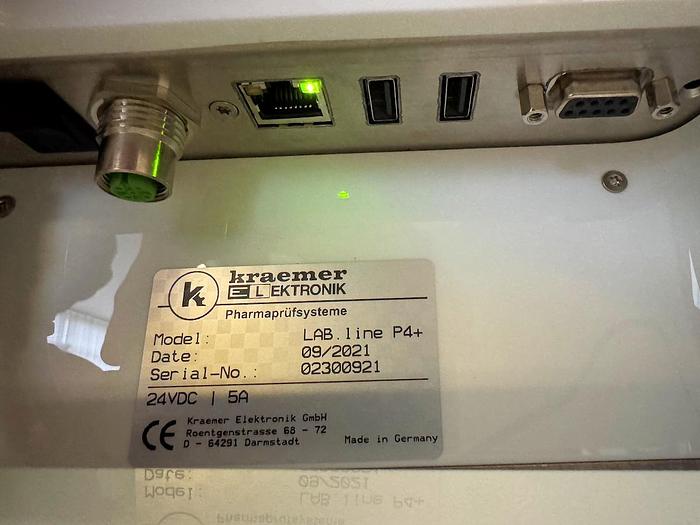 k
kraemer
ELEKTRONIK
Pharmaprüfsysteme
Model: LAB.line P4+
Date: 09/2021
Serial-No.: 02300921
24VDC | 5A
CE
Kraemer Elektronik GmbH
Roentgenstrasse 68 - 72
D - 64291 Darmstadt
Made in Germany